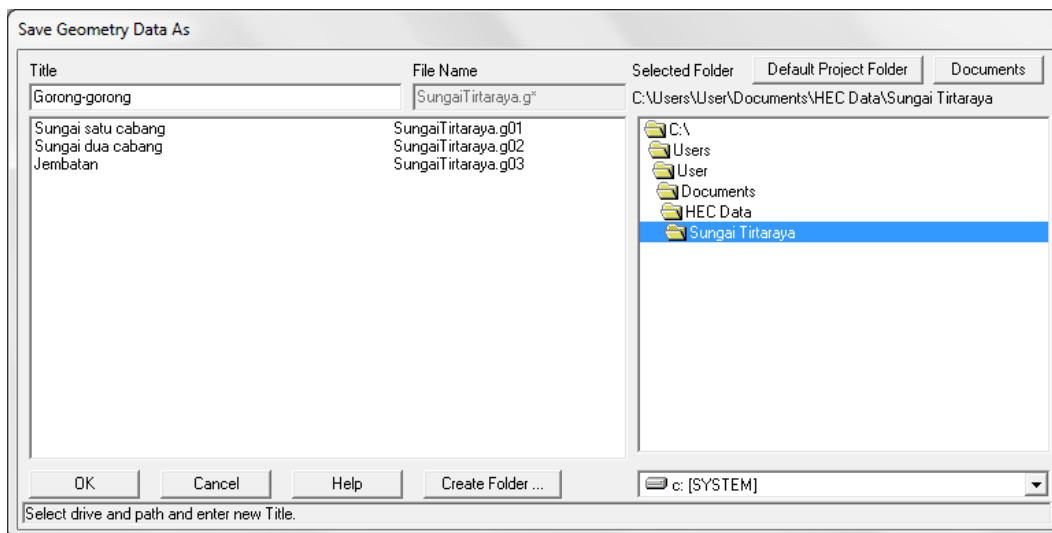 Save Geometry Data As
Title File Name Selected Folder Default Project Folder Documents
Gorong-gorong SungaiTirtaraya.g* C:\Users\User\Documents\HEC Data\Sungai Tirtaraya
Sungai satu cabang SungaiTirtaraya.g01
Sungai dua cabang SungaiTirtaraya.g02
Jembatan SungaiTirtaraya.g03
C:\
Users
User
Documents
HEC Data
Sungai Tirtaraya
OK Cancel Help Create Folder ... c: [SYSTEM]
Select drive and path and enter new Title.